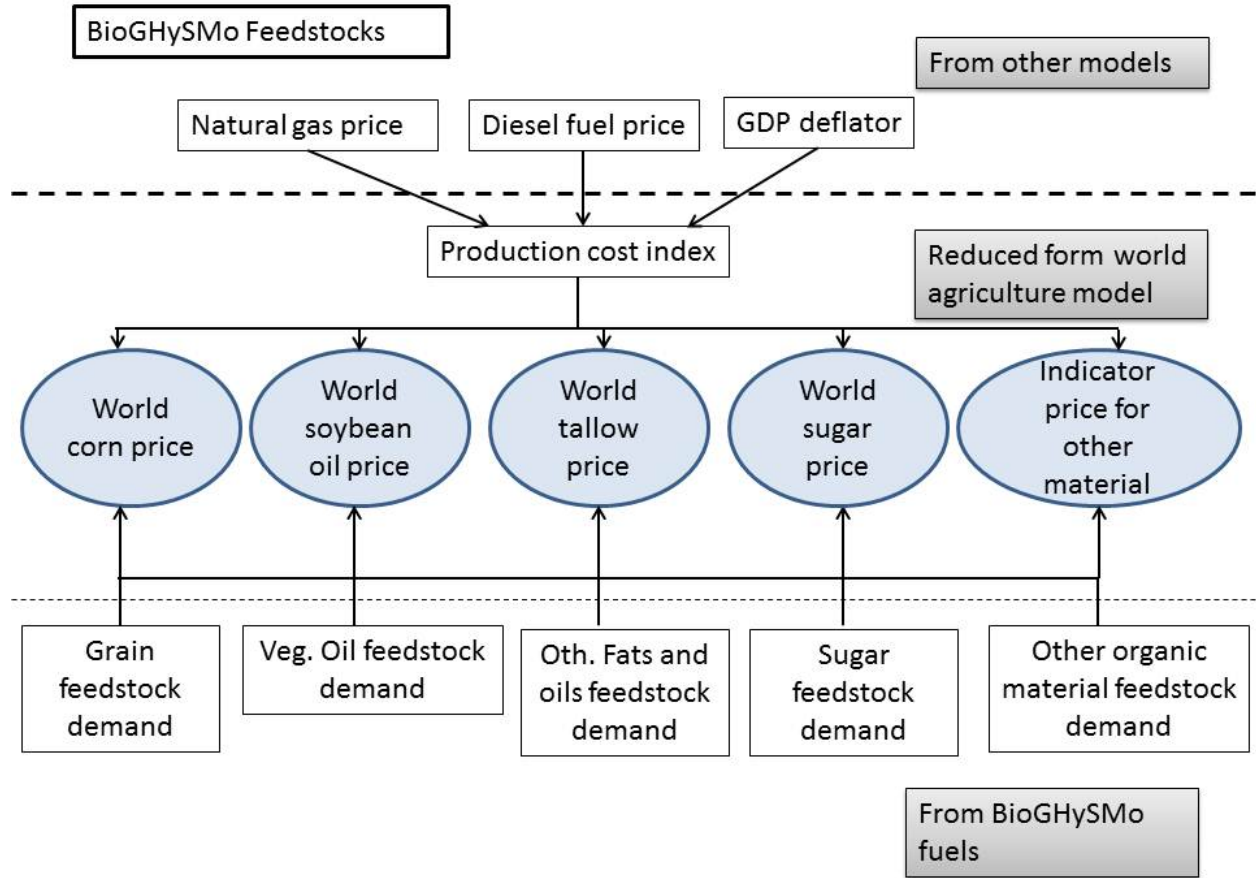 BioGHySMo Feedstocks
From other models
Natural gas price
Diesel fuel price
GDP deflator
Production cost index
Reduced form world
agriculture model
World
corn price
World
soybean
oil price
World
tallow
price
World
sugar
price
Indicator
price for
other
material
Grain
feedstock
demand
Veg. Oil feedstock
demand
Oth. Fats and
oils feedstock
demand
Sugar
feedstock
demand
Other organic
material feedstock
demand
From BioGHySMo
fuels